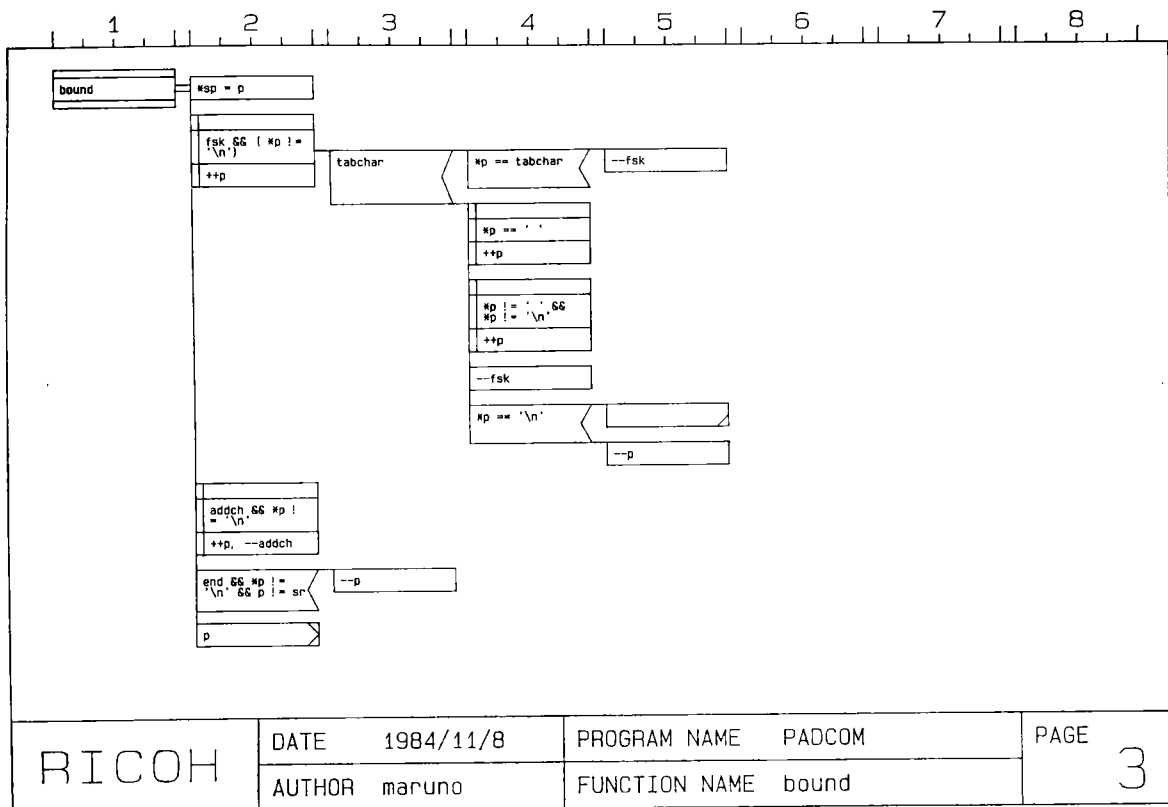 1 2 3 4 5 6 7 8
bound
*sp = p
fsk && ( *p !=
'\n')
++p
tabchar
*p == tabchar
--fsk
*p == ' '
++p
*p != ' ' &&
*p != '\n'
++p
--fsk
*p == '\n'
--p
addch && *p !
= '\n'
++p, --addch
end && *p !=
'\n' && p != sr
--p
p
RICOH
DATE 1984/11/8
AUTHOR maruno
PROGRAM NAME PADCOM
FUNCTION NAME bound
PAGE
3